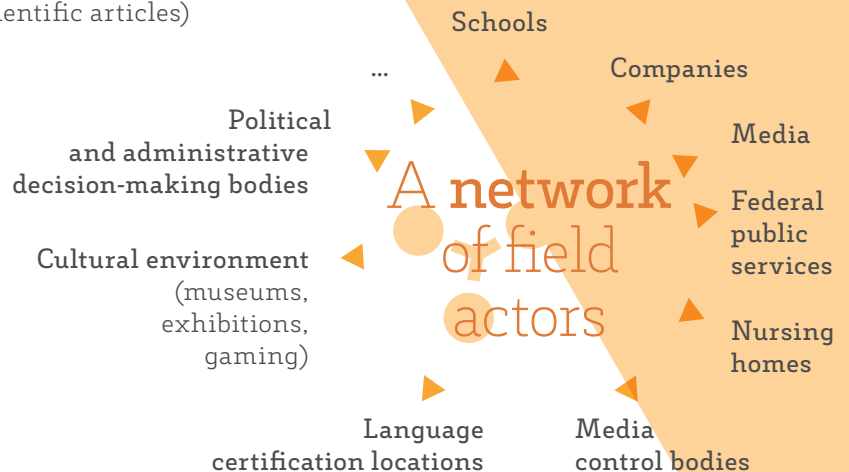 entific articles)
Schools
...
Companies
Political
and administrative
decision-making bodies
Media
A network
of field
actors
Federal
public
services
Cultural environment
(museums,
exhibitions,
gaming)
Nursing
homes
Language
certification locations
Media
control bodies